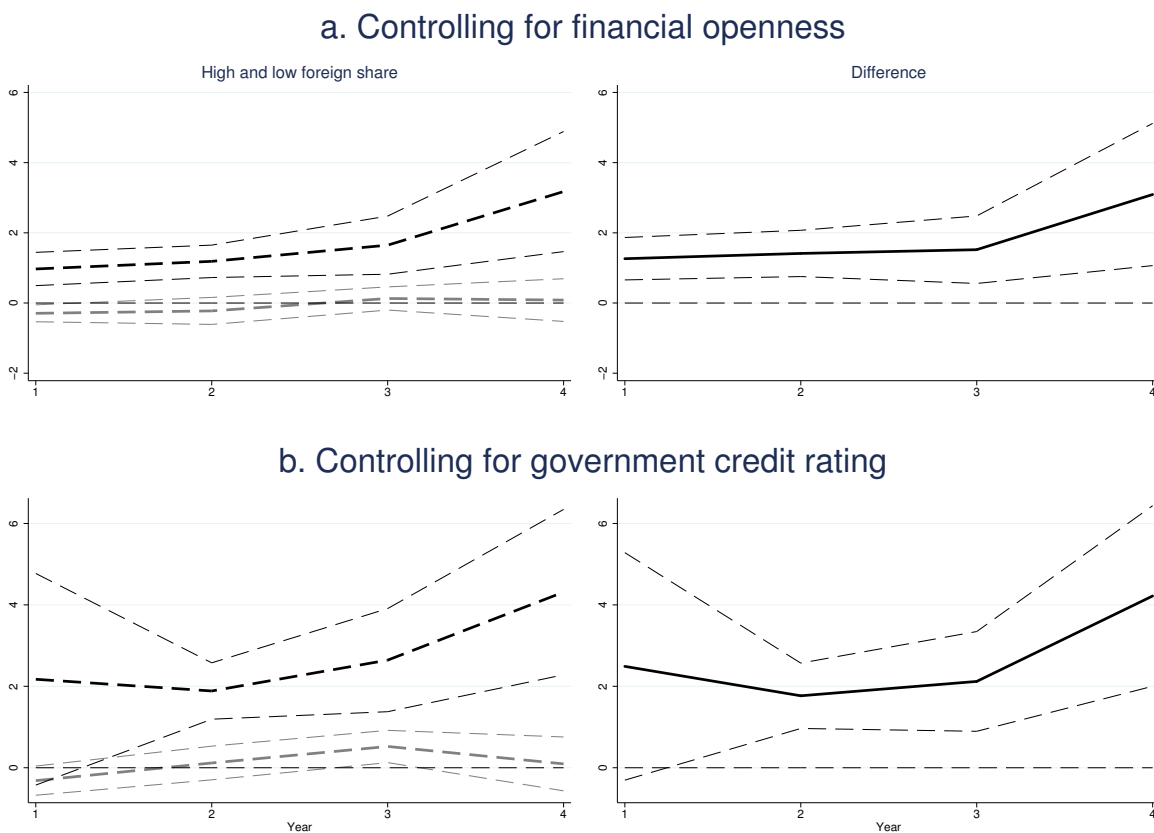 a. Controlling for financial openness
High and low foreign share
Difference
6
4
2
0
−2
1 2 3 4
6
4
2
0
−2
1 2 3 4
b. Controlling for government credit rating
6
4
2
0
1 2 3 4
Year
6
4
2
0
1 2 3 4
Year